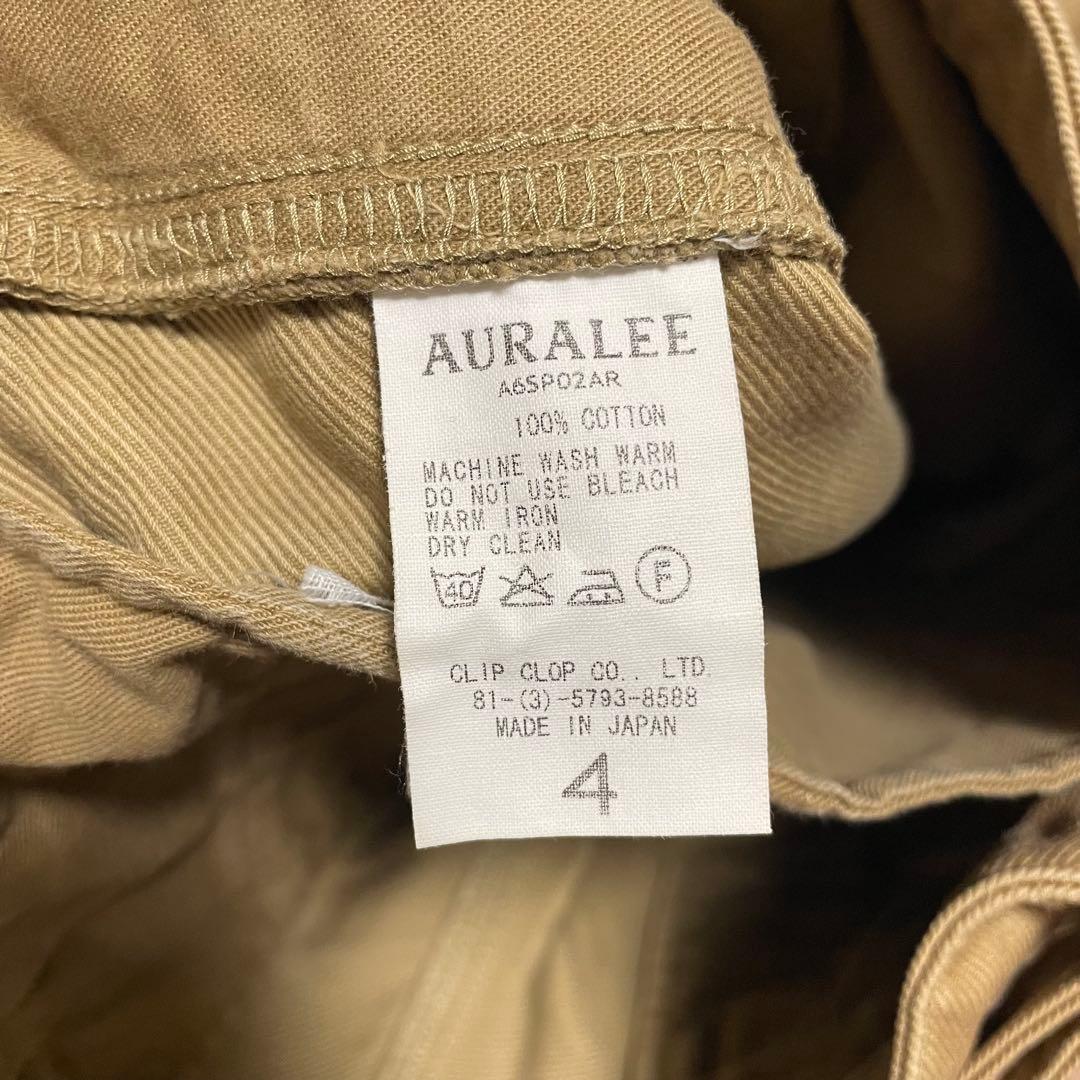 AURALEE
A6SP02AR
100% COTTON
MACHINE WASH WARM
DO NOT USE BLEACH
WARM IRON
DRY CLEAN
40 F
CLIP CLOP CO., LTD.
81-(3)-5793-8588
MADE IN JAPAN
4